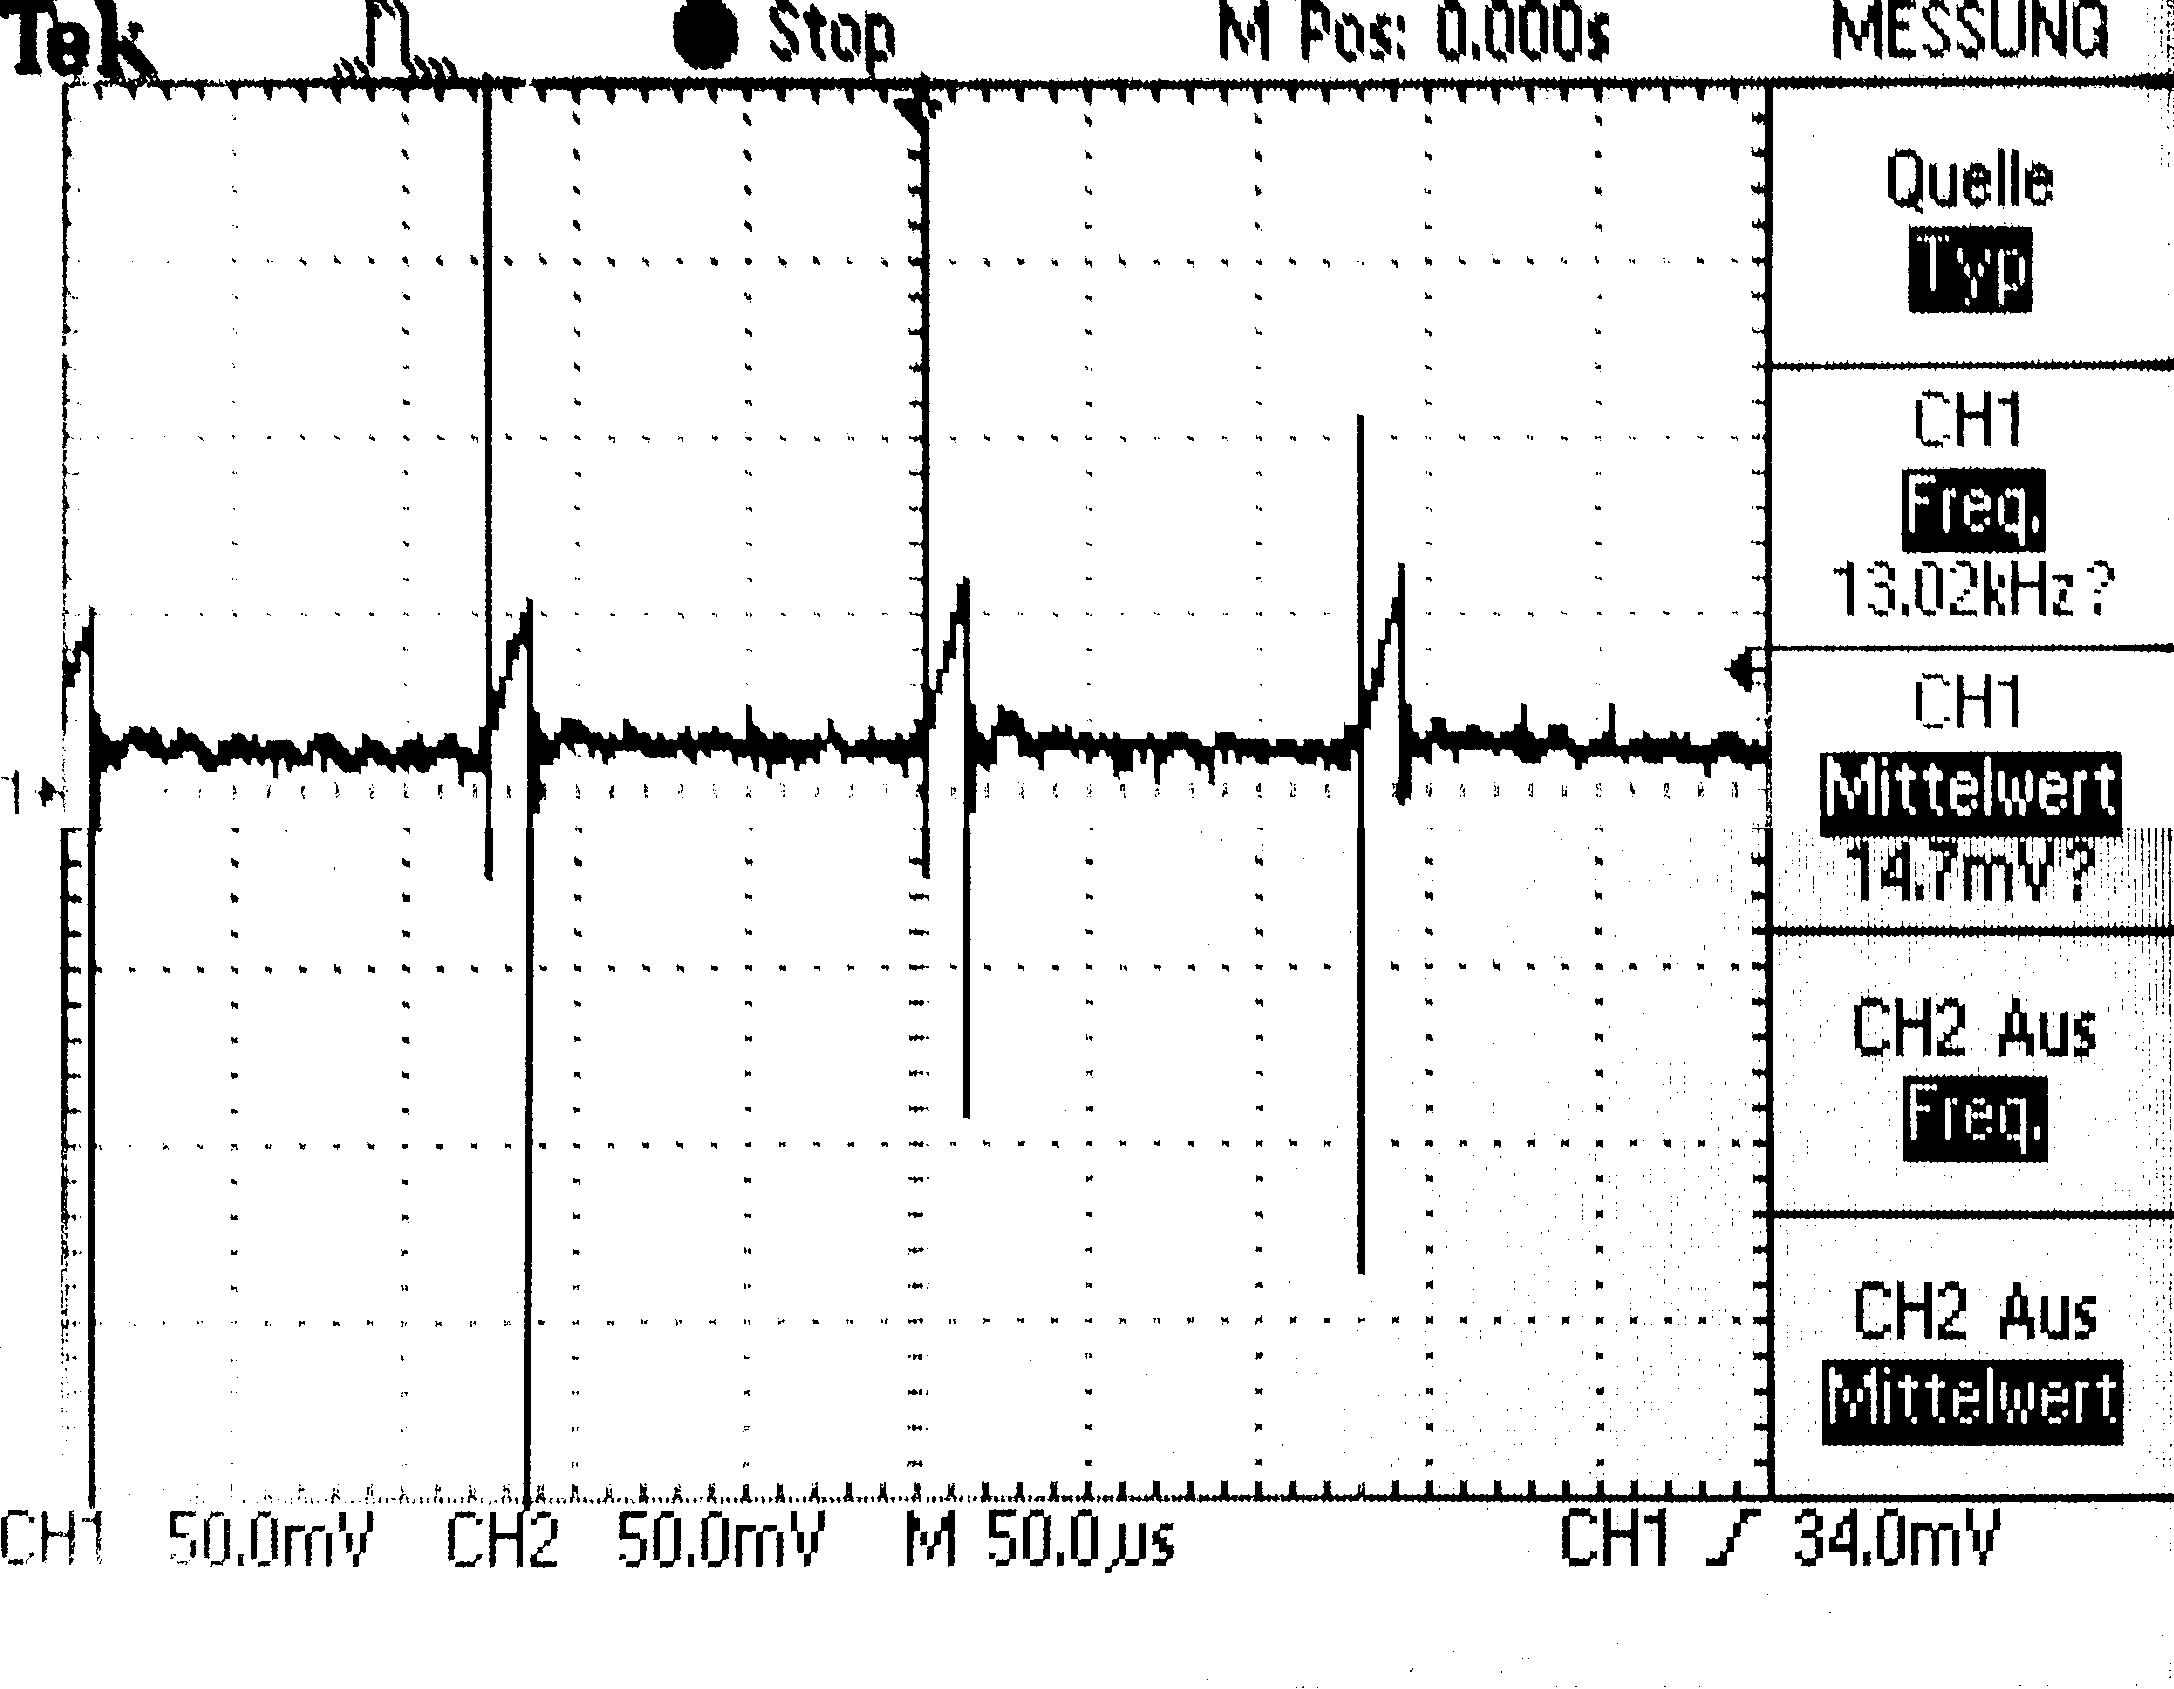 Tek Stop M Pos: 0.000s MESSUNG
Quelle
Typ
CH1
Freq.
13.02kHz?
CH1
Mittelwert
14.7mV?
1
CH2 Aus
Freq.
CH2 Aus
Mittelwert
CH1 50.0mV CH2 50.0mV M 50.0µs CH1 34.0mV